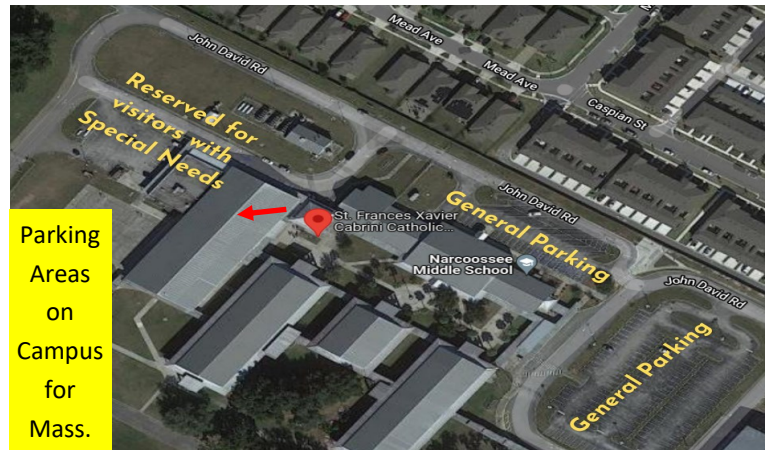 John David Rd
Mead Ave
Mead Ave
Caspian St
Reserved for
visitors with
Special Needs
St. Frances Xavier
Cabrini Catholic...
John David Rd
General Parking
Narcoossee
Middle School
John David Rd
General Parking
Parking
Areas
on
Campus
for
Mass.